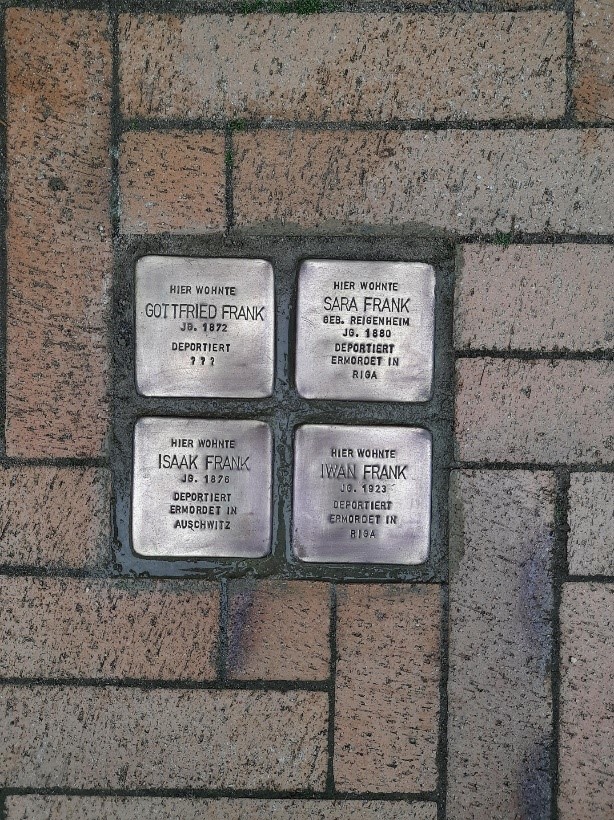 HIER WOHNTE
GOTTFRIED FRANK
JG. 1872
DEPORTIERT
???
HIER WOHNTE
SARA FRANK
GEB. REIGENHEIM
JG. 1880
DEPORTIERT
ERMORDET IN
RIGA
HIER WOHNTE
ISAAK FRANK
JG. 1876
DEPORTIERT
ERMORDET IN
AUSCHWITZ
HIER WOHNTE
IWAN FRANK
JG. 1923
DEPORTIERT
ERMORDET IN
RIGA